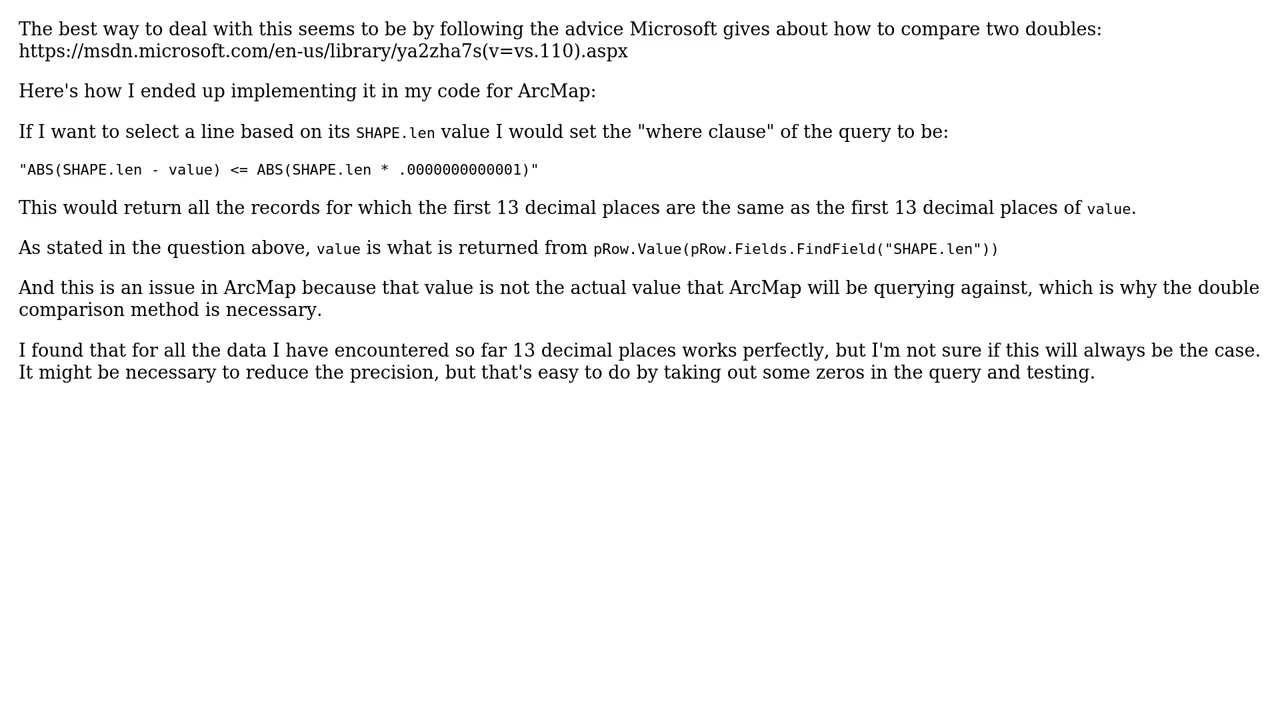 The best way to deal with this seems to be by following the advice Microsoft gives about how to compare two doubles:
https://msdn.microsoft.com/en-us/library/ya2zha7s(v=vs.110).aspx
Here's how I ended up implementing it in my code for ArcMap:
If I want to select a line based on its SHAPE.len value I would set the "where clause" of the query to be:
"ABS(SHAPE.len - value) <= ABS(SHAPE.len * .0000000000001)"
This would return all the records for which the first 13 decimal places are the same as the first 13 decimal places of value.
As stated in the question above, value is what is returned from pRow.Value(pRow.Fields.FindField("SHAPE.len"))
And this is an issue in ArcMap because that value is not the actual value that ArcMap will be querying against, which is why the double
comparison method is necessary.
I found that for all the data I have encountered so far 13 decimal places works perfectly, but I'm not sure if this will always be the case.
It might be necessary to reduce the precision, but that's easy to do by taking out some zeros in the query and testing.